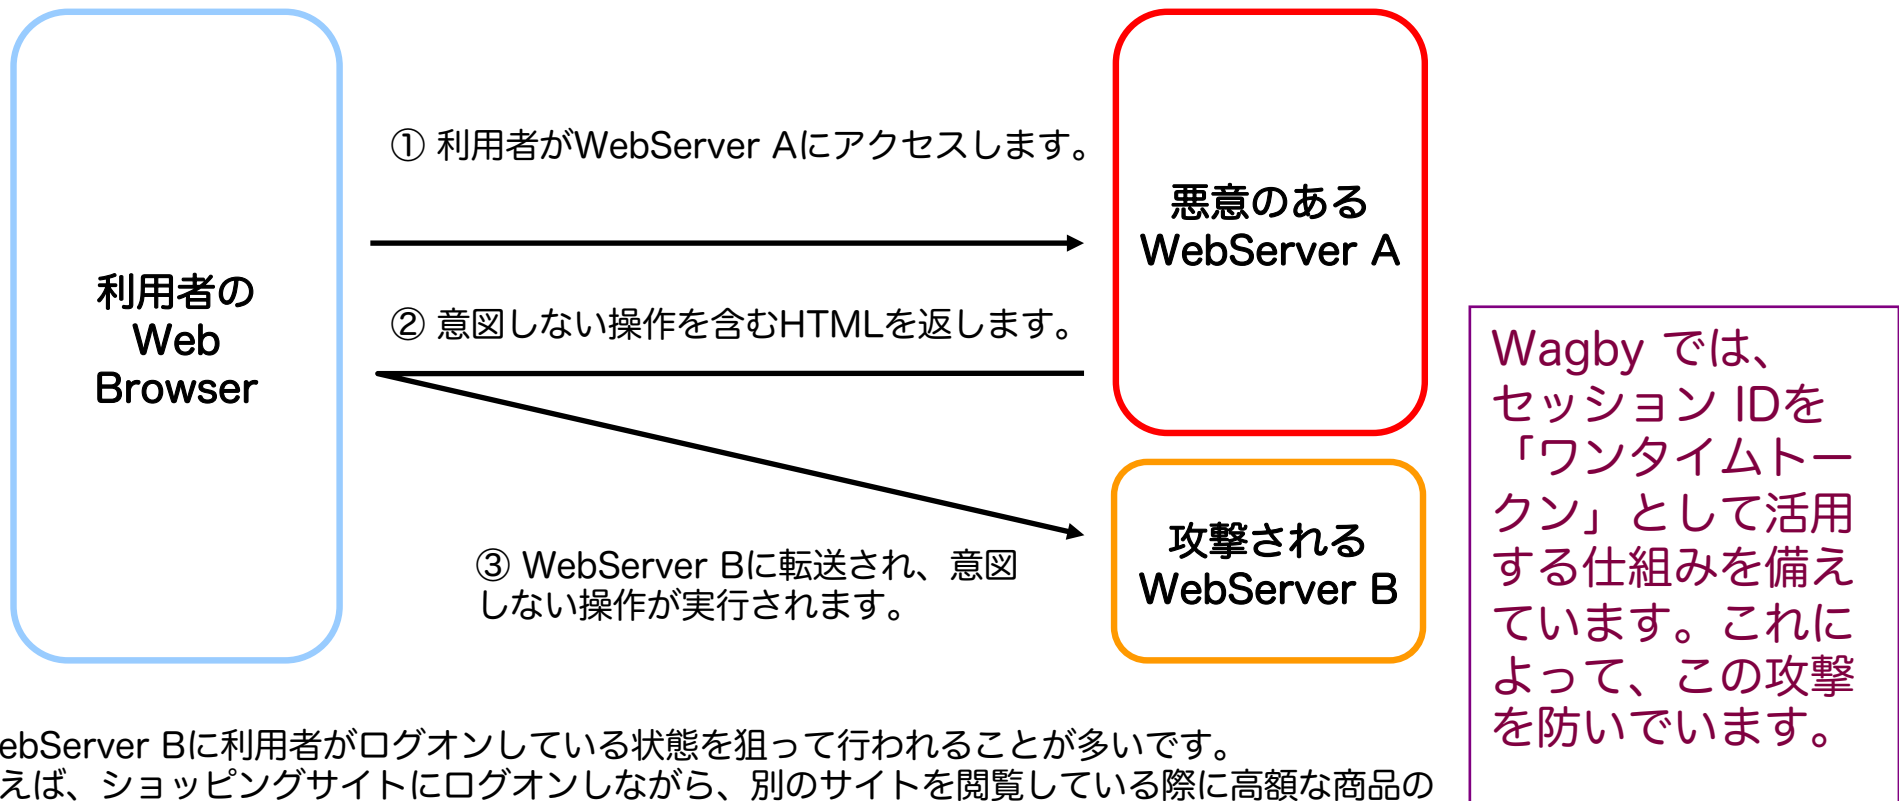 ① 利用者がWebServer Aにアクセスします。
悪意のある
WebServer A
利用者の
Web
Browser
② 意図しない操作を含むHTMLを返します。
③ WebServer Bに転送され、意図
しない操作が実行されます。
攻撃される
WebServer B
Wagby では、
セッション IDを
「ワンタイムトー
クン」として活用
する仕組みを備え
ています。これに
よって、この攻撃
を防いでいます。
ebServer Bに利用者がログオンしている状態を狙って行われることが多いです。
えば、ショッピングサイトにログオンしながら、別のサイトを閲覧している際に高額な商品の